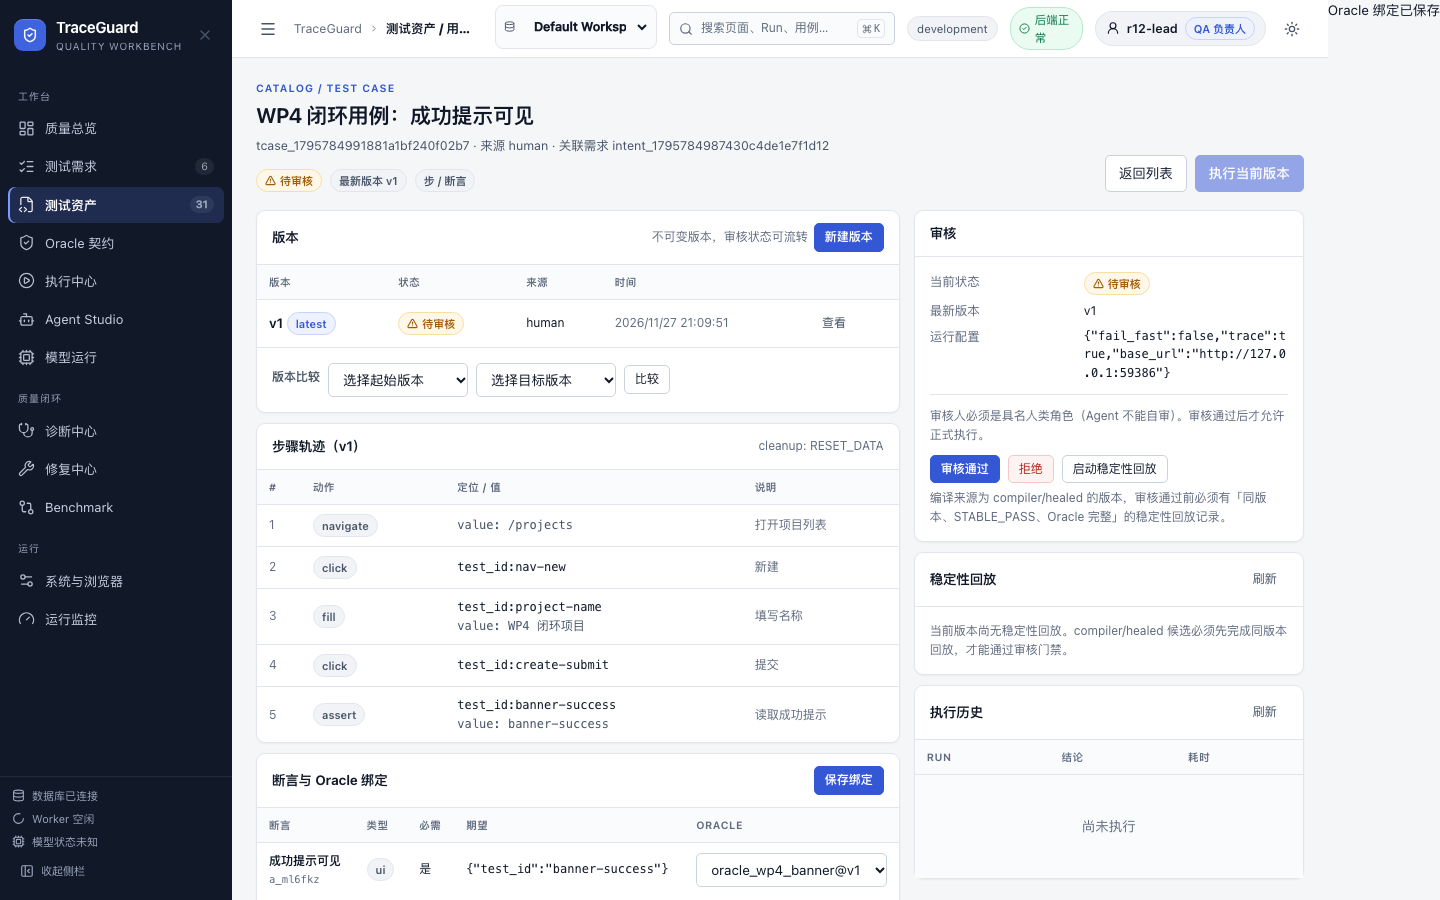 TraceGuard
QUALITY WORKBENCH
工作台
质量总览
测试需求 6
测试资产 31
Oracle 契约
执行中心
Agent Studio
模型运行
质量闭环
诊断中心
修复中心
Benchmark
运行
系统与浏览器
运行监控
数据库已连接
Worker 空闲
模型状态未知
收起侧栏
TraceGuard › 测试资产 / 用...
Default Worksp
搜索页面、Run、用例... ⌘K
development
后端正
常
r12-lead QA 负责人
Oracle 绑定已保存
CATALOG / TEST CASE
WP4 闭环用例：成功提示可见
tcase_1795784991881a1bf240f02b7 · 来源 human · 关联需求 intent_1795784987430c4de1e7f1d12
待审核 最新版本 v1 步 / 断言
返回列表 执行当前版本
版本 不可变版本，审核状态可流转 新建版本
版本 状态 来源 时间
v1 latest 待审核 human 2026/11/27 21:09:51 查看
版本比较 选择起始版本 选择目标版本 比较
步骤轨迹（v1） cleanup: RESET_DATA
# 动作 定位 / 值 说明
1 navigate value: /projects 打开项目列表
2 click test_id:nav-new 新建
3 fill test_id:project-name 填写名称
value: WP4 闭环项目
4 click test_id:create-submit 提交
5 assert test_id:banner-success 读取成功提示
value: banner-success
断言与 Oracle 绑定 保存绑定
断言 类型 必需 期望 ORACLE
成功提示可见 ui 是 {"test_id":"banner-success"} oracle_wp4_banner@v1
a_ml6fkz
审核
当前状态 待审核
最新版本 v1
运行配置 {"fail_fast":false,"trace":t
rue,"base_url":"http://127.0
.0.1:59386"}
审核人必须是具名人类角色（Agent 不能自审）。审核通过后才允许
正式执行。
审核通过 拒绝 启动稳定性回放
编译来源为 compiler/healed 的版本，审核通过前必须有「同版
本、STABLE_PASS、Oracle 完整」的稳定性回放记录。
稳定性回放 刷新
当前版本尚无稳定性回放。compiler/healed 候选必须先完成同版本
回放，才能通过审核门禁。
执行历史 刷新
RUN 结论 耗时
尚未执行